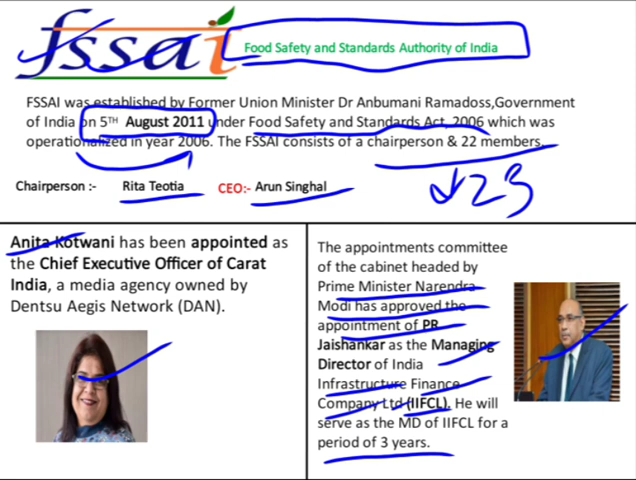 fssai
Food Safety and Standards Authority of India
FSSAI was established by Former Union Minister Dr Anbumani Ramadoss,Government
of India on 5TH August 2011 under Food Safety and Standards Act, 2006 which was
operationalized in year 2006. The FSSAI consists of a chairperson & 22 members.
Chairperson :- Rita Teotia CEO:- Arun Singhal
23
Anita Kotwani has been appointed as
the Chief Executive Officer of Carat
India, a media agency owned by
Dentsu Aegis Network (DAN).
The appointments committee
of the cabinet headed by
Prime Minister Narendra
Modi has approved the
appointment of PR
Jaishankar as the Managing
Director of India
Infrastructure Finance
Company Ltd (IIFCL). He will
serve as the MD of IIFCL for a
period of 3 years.